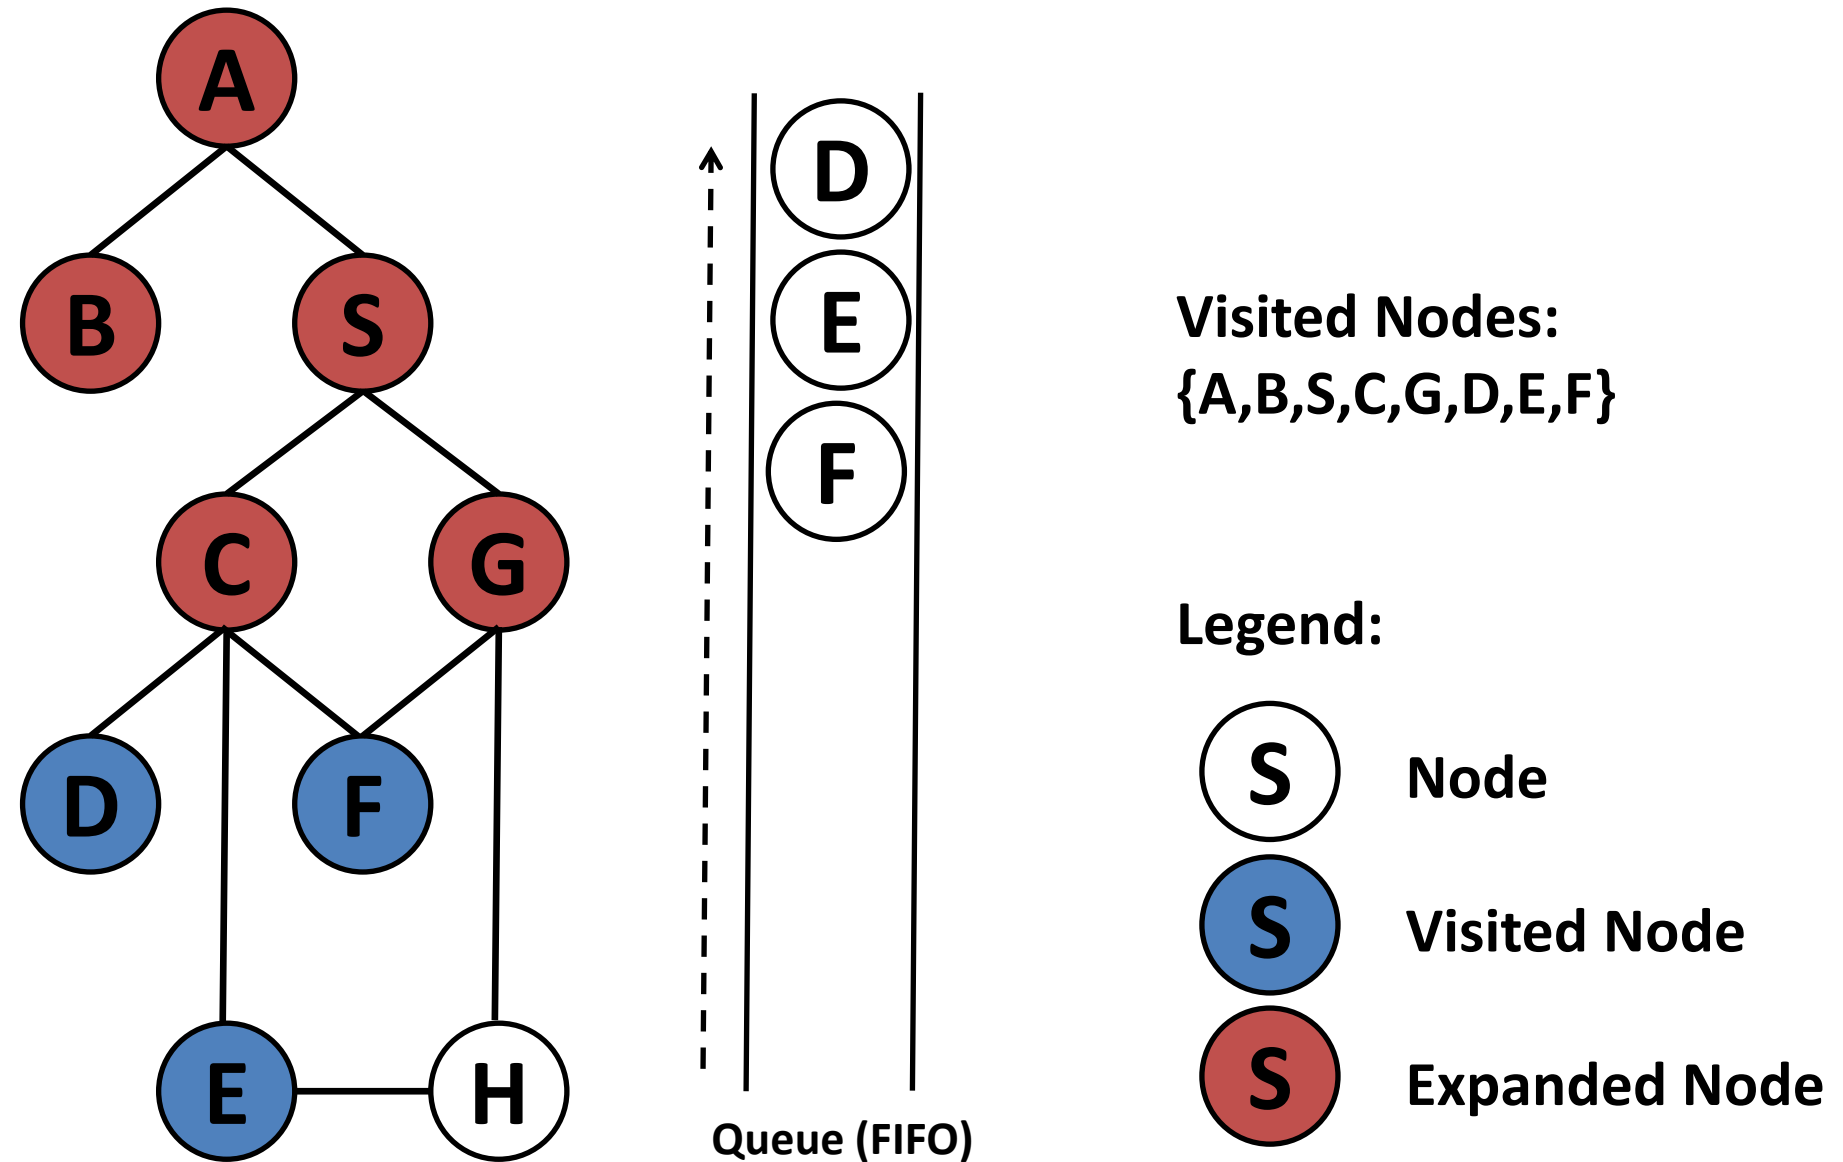 A
B
S
C
G
D
F
E
H
D
E
F
Queue (FIFO)
Visited Nodes:
{A,B,S,C,G,D,E,F}
Legend:
S Node
S Visited Node
S Expanded Node